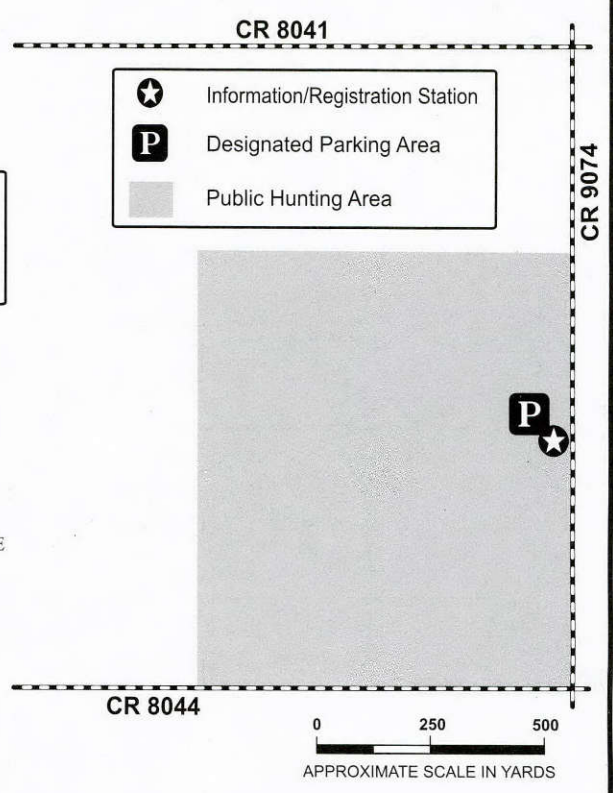 CR 8041
Information/Registration Station
P Designated Parking Area
Public Hunting Area
CR 9074
P
E
CR 8044
0 250 500
APPROXIMATE SCALE IN YARDS